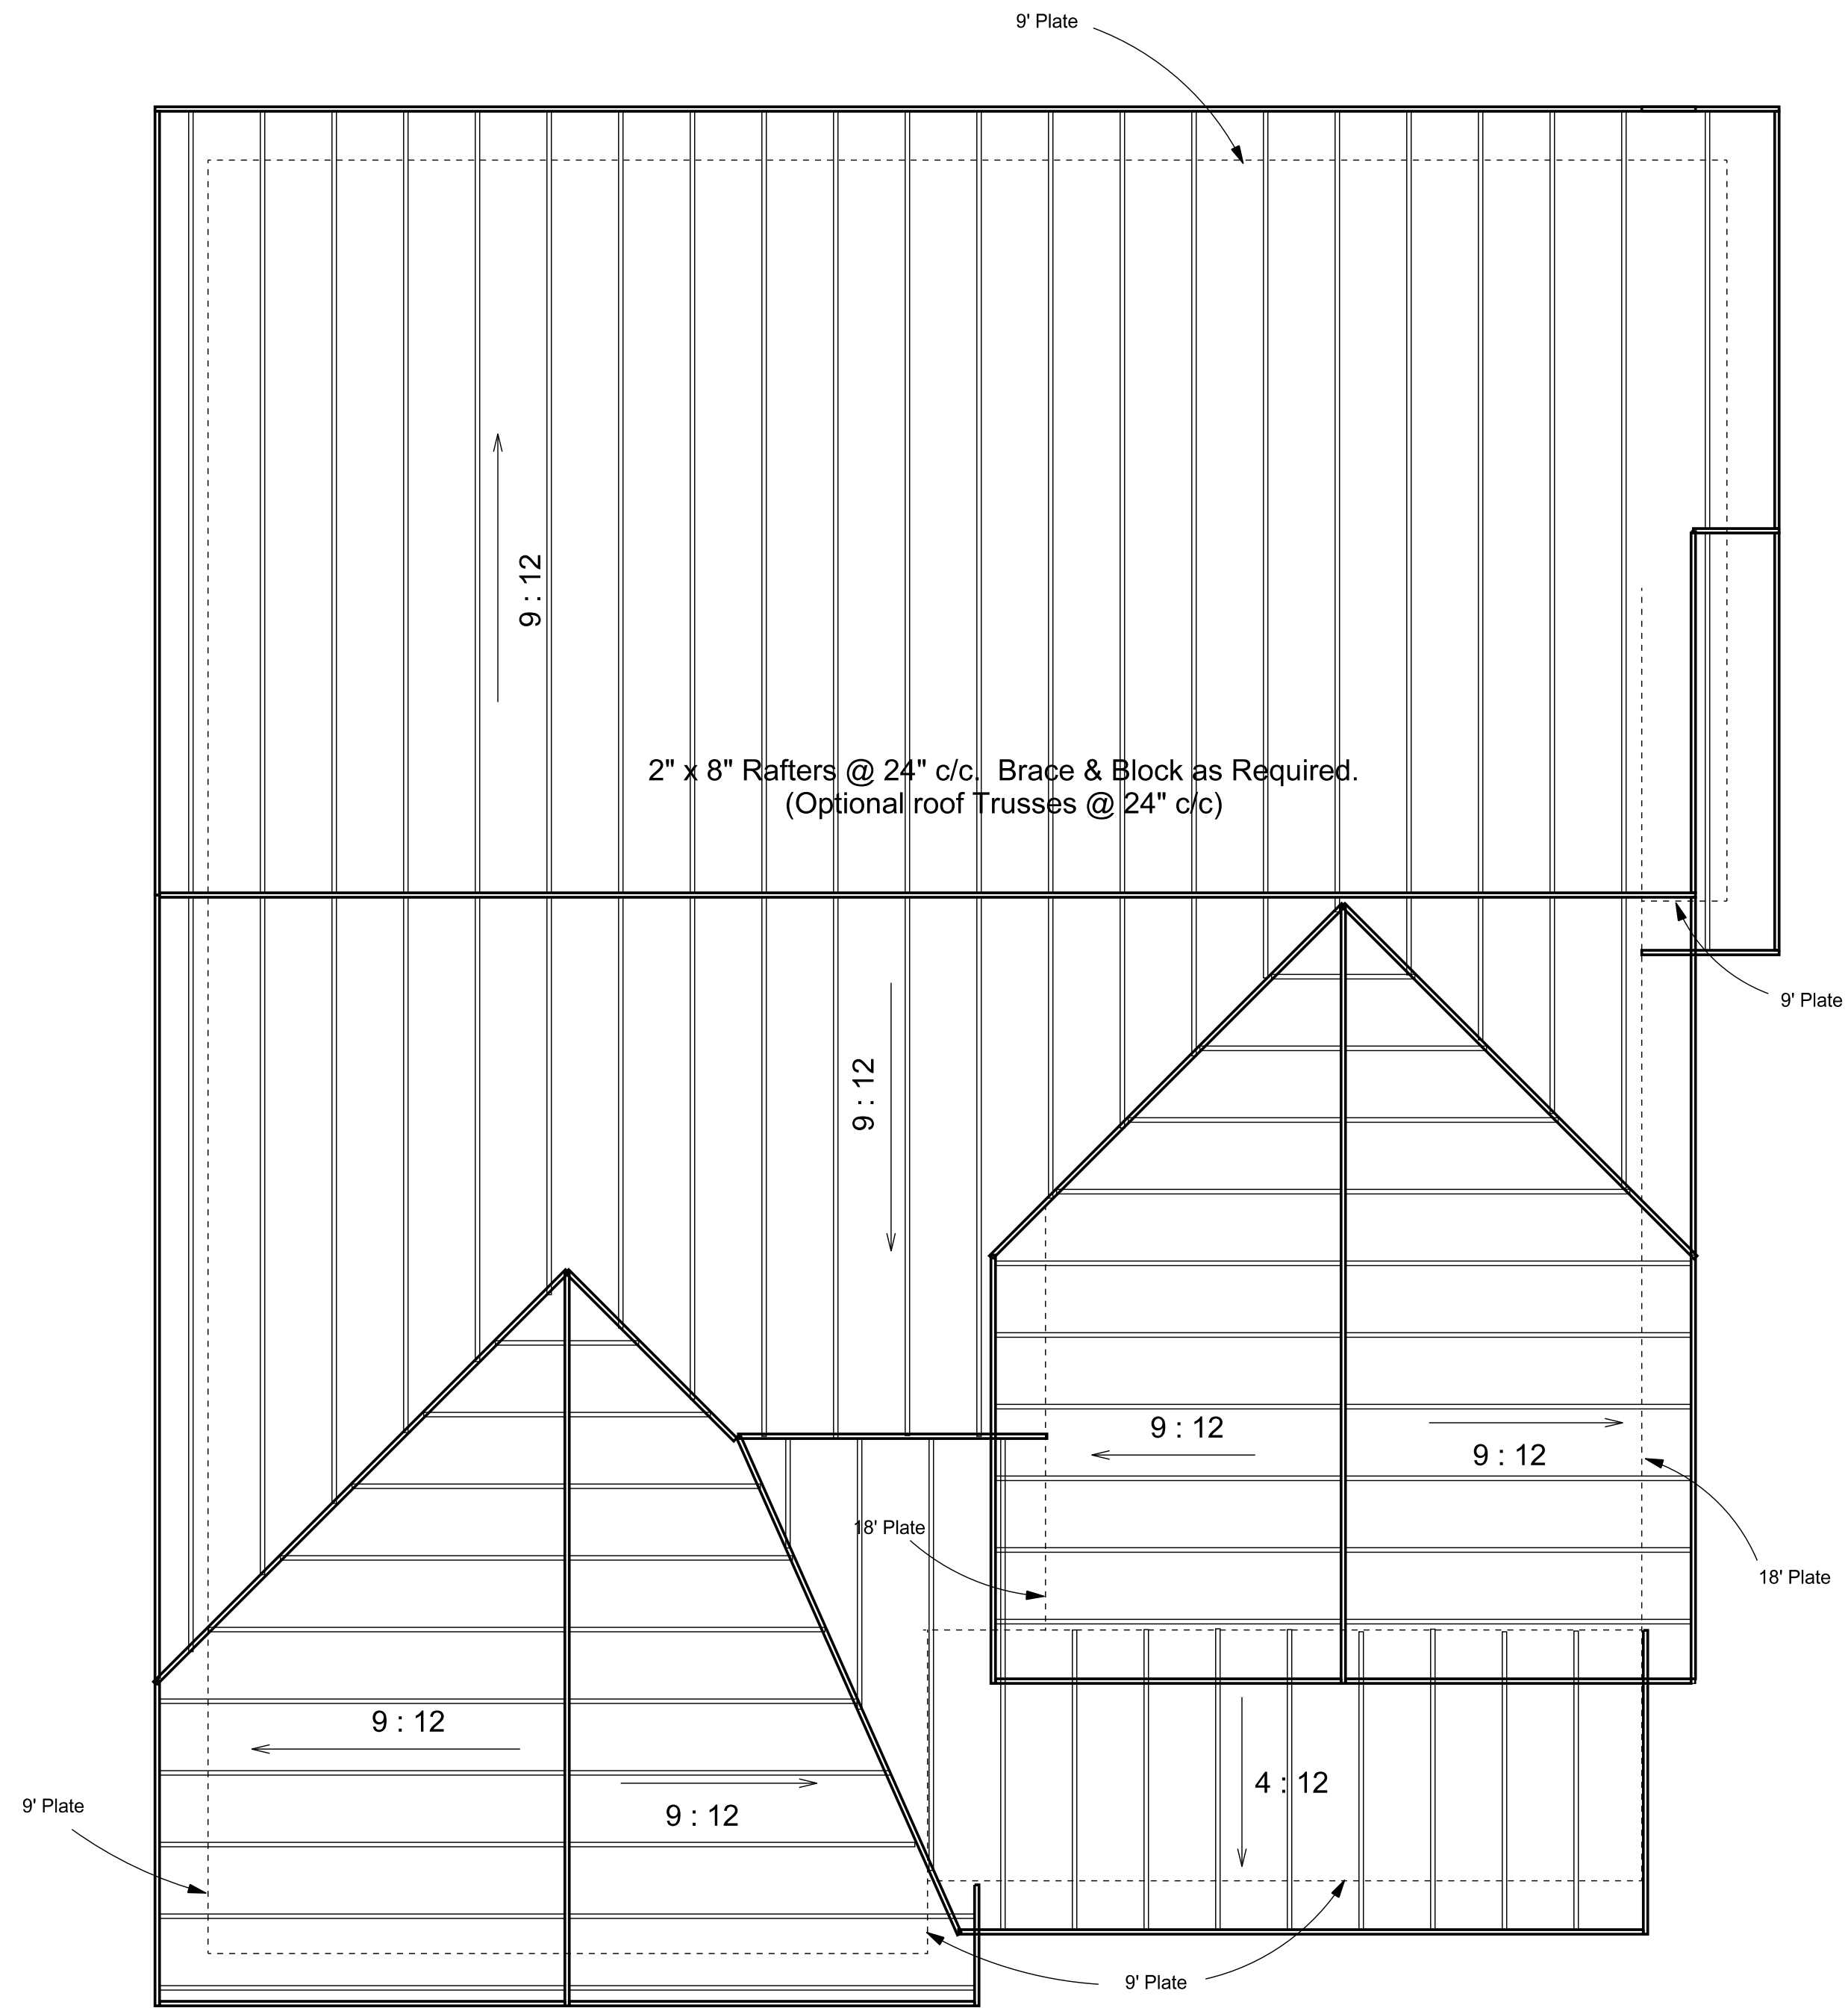 9' Plate
9 : 12
2" x 8" Rafters @ 24" c/c.  Brace & Block as Required.
(Optional roof Trusses @ 24" c/c)
9' Plate
9 : 12
9 : 12
9 : 12
18' Plate
18' Plate
9 : 12
4 : 12
9' Plate
9 : 12
9' Plate